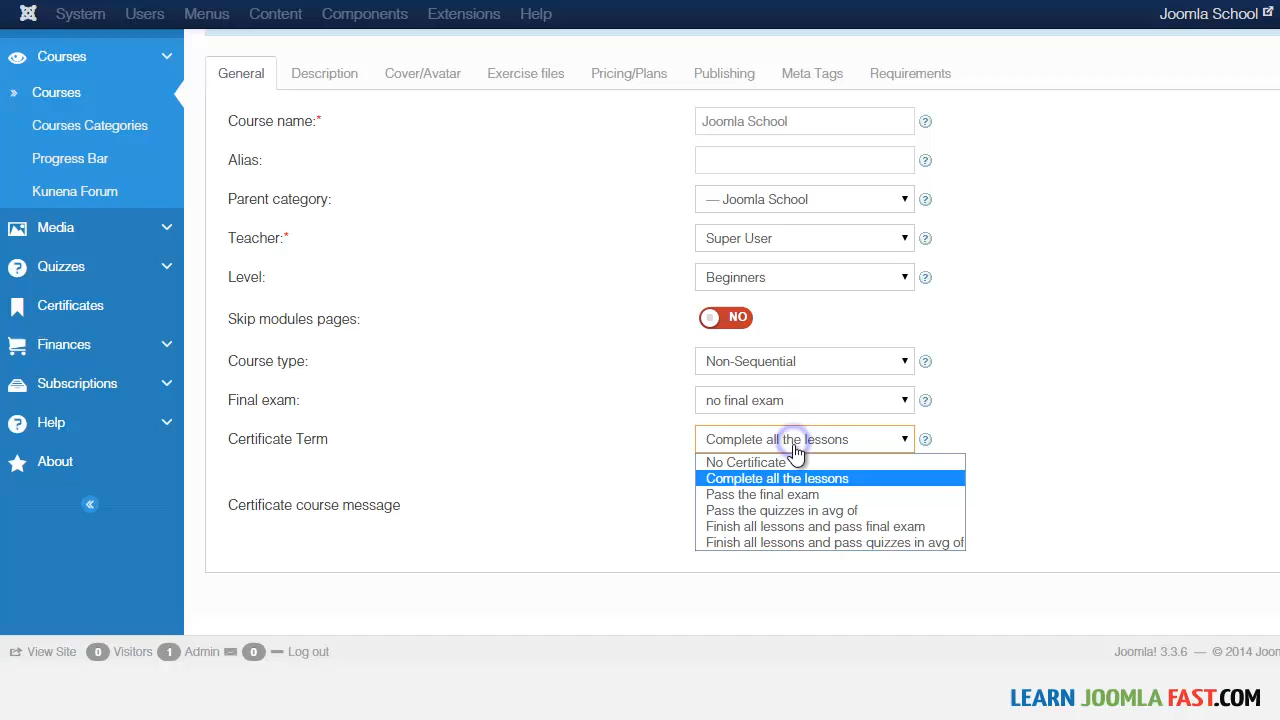 System Users Menus Content Components Extensions Help Joomla School
Courses
Courses
Courses Categories
Progress Bar
Kunena Forum
Media
Quizzes
Certificates
Finances
Subscriptions
Help
About
General Description Cover/Avatar Exercise files Pricing/Plans Publishing Meta Tags Requirements
Course name:* Joomla School
Alias:
Parent category: — Joomla School
Teacher:* Super User
Level: Beginners
Skip modules pages: NO
Course type: Non-Sequential
Final exam: no final exam
Certificate Term Complete all the lessons
No Certificate
Complete all the lessons
Pass the final exam
Pass the quizzes in avg of
Finish all lessons and pass final exam
Finish all lessons and pass quizzes in avg of
Certificate course message
View Site 0 Visitors 1 Admin 0 Log out Joomla! 3.3.6 — © 2014 Joom
LEARN JOOMLA FAST.COM